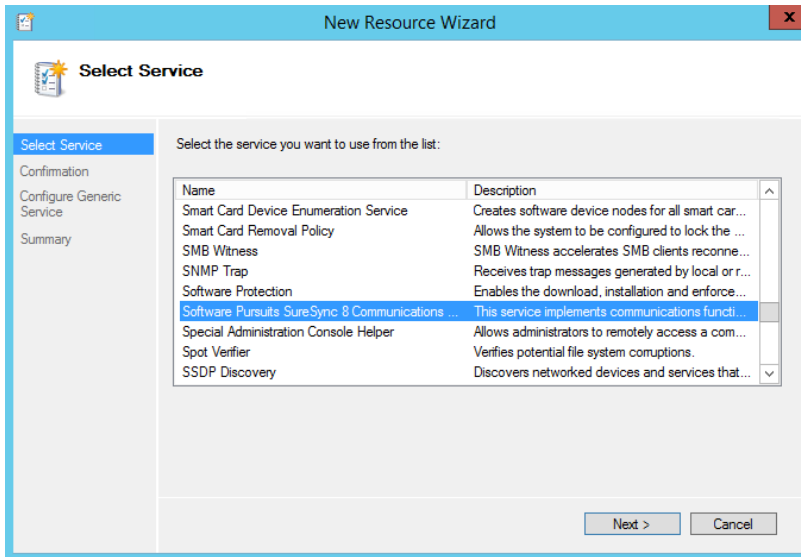 New Resource Wizard
x
Select Service
Select Service
Confirmation
Configure Generic
Service
Summary
Select the service you want to use from the list:
Name Description
Smart Card Device Enumeration Service Creates software device nodes for all smart car...
Smart Card Removal Policy Allows the system to be configured to lock the ...
SMB Witness SMB Witness accelerates SMB clients reconne...
SNMP Trap Receives trap messages generated by local or r...
Software Protection Enables the download, installation and enforce...
Software Pursuits SureSync 8 Communications ... This service implements communications functi...
Special Administration Console Helper Allows administrators to remotely access a com...
Spot Verifier Verifies potential file system corruptions.
SSDP Discovery Discovers networked devices and services that...
Next > Cancel